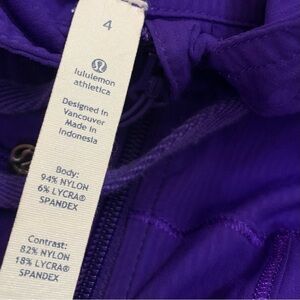 4
lululemon
athletica
Designed in
Vancouver
Made in
Indonesia
Body:
94% NYLON
6% LYCRA®
SPANDEX
Contrast:
82% NYLON
18% LYCRA®
SPANDEX